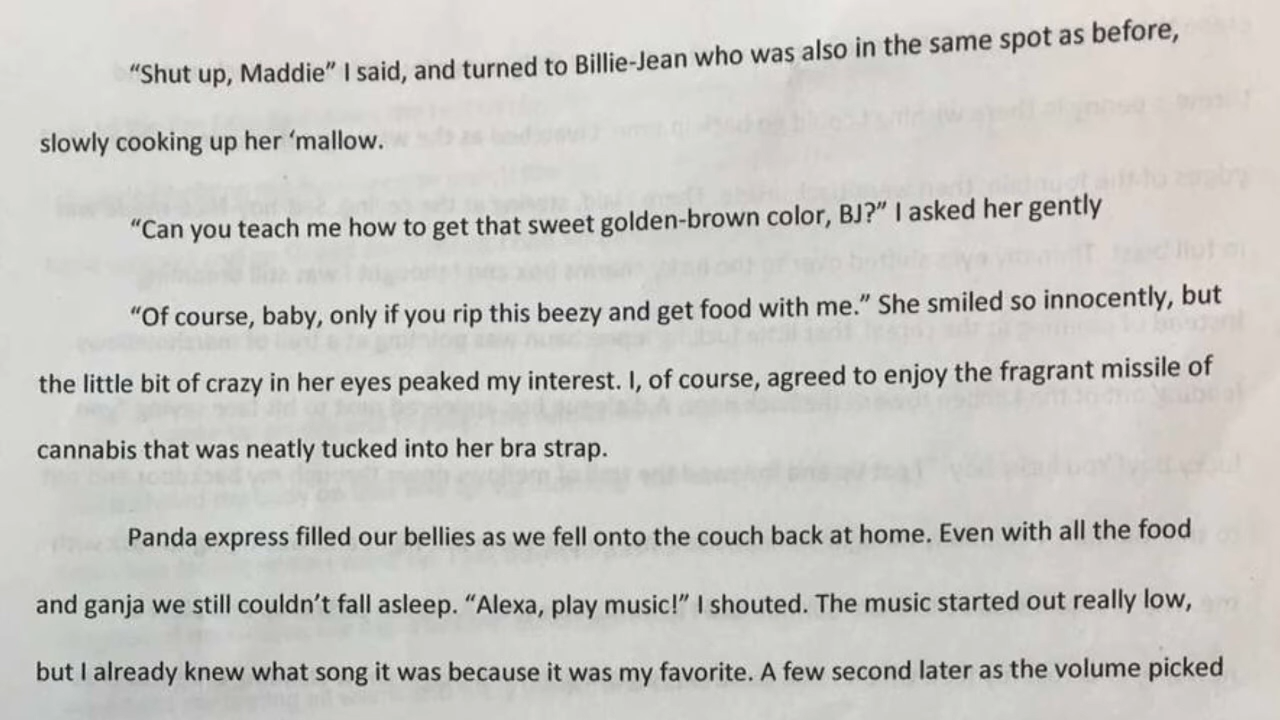 “Shut up, Maddie” I said, and turned to Billie-Jean who was also in the same spot as before,
slowly cooking up her ‘mallow.
“Can you teach me how to get that sweet golden-brown color, BJ?” I asked her gently
“Of course, baby, only if you rip this beezy and get food with me.” She smiled so innocently, but
the little bit of crazy in her eyes peaked my interest. I, of course, agreed to enjoy the fragrant missile of
cannabis that was neatly tucked into her bra strap.
Panda express filled our bellies as we fell onto the couch back at home. Even with all the food
and ganja we still couldn’t fall asleep. “Alexa, play music!” I shouted. The music started out really low,
but I already knew what song it was because it was my favorite. A few second later as the volume picked